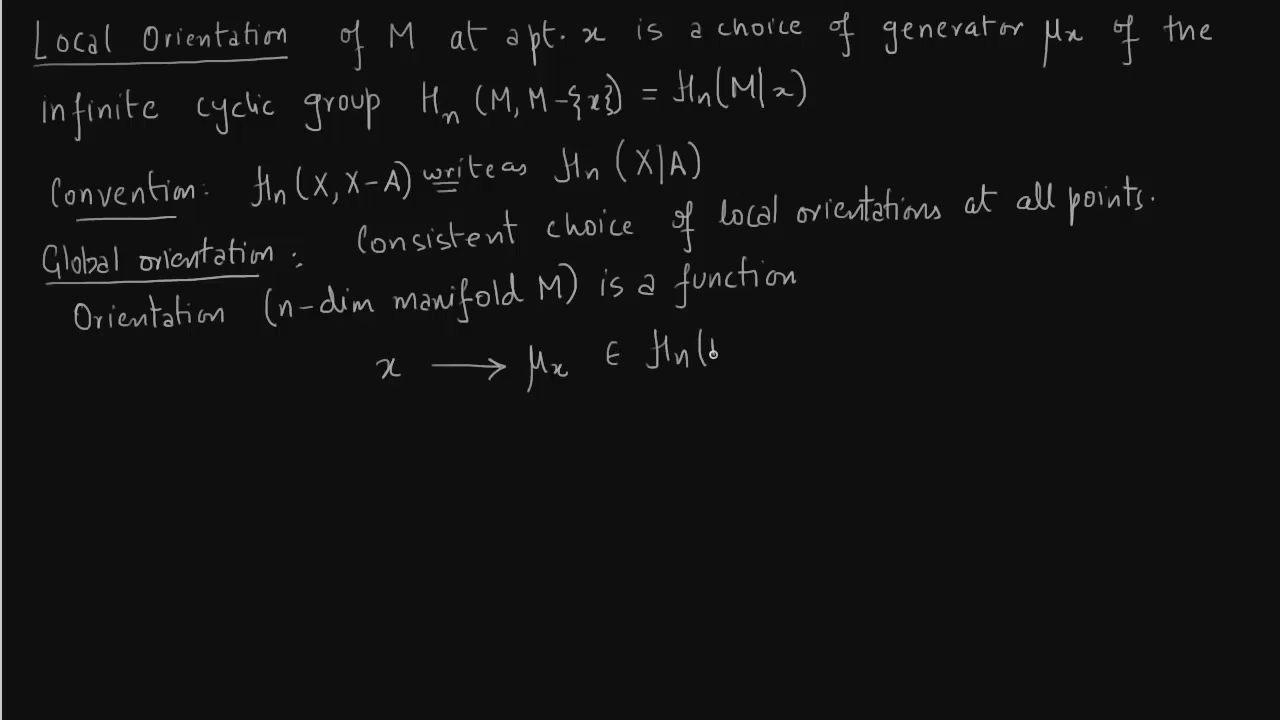 Local Orientation of M at a pt. x is a choice of generator μx of the
infinite cyclic group Hn (M, M-{x}) = Hn(M|x)
Convention: Hn(X, X-A) write as Hn (X|A)
Global orientation: Consistent choice of local orientations at all points.
Orientation (n-dim manifold M) is a function
x ⟶ μx ∈ Hn(